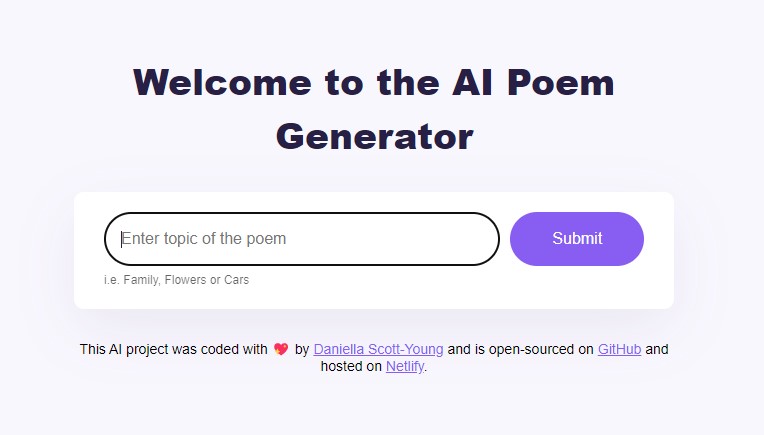 Welcome to the AI Poem
Generator
Enter topic of the poem
Submit
i.e. Family, Flowers or Cars
This AI project was coded with 💖 by Daniella Scott-Young and is open-sourced on GitHub and
hosted on Netlify.